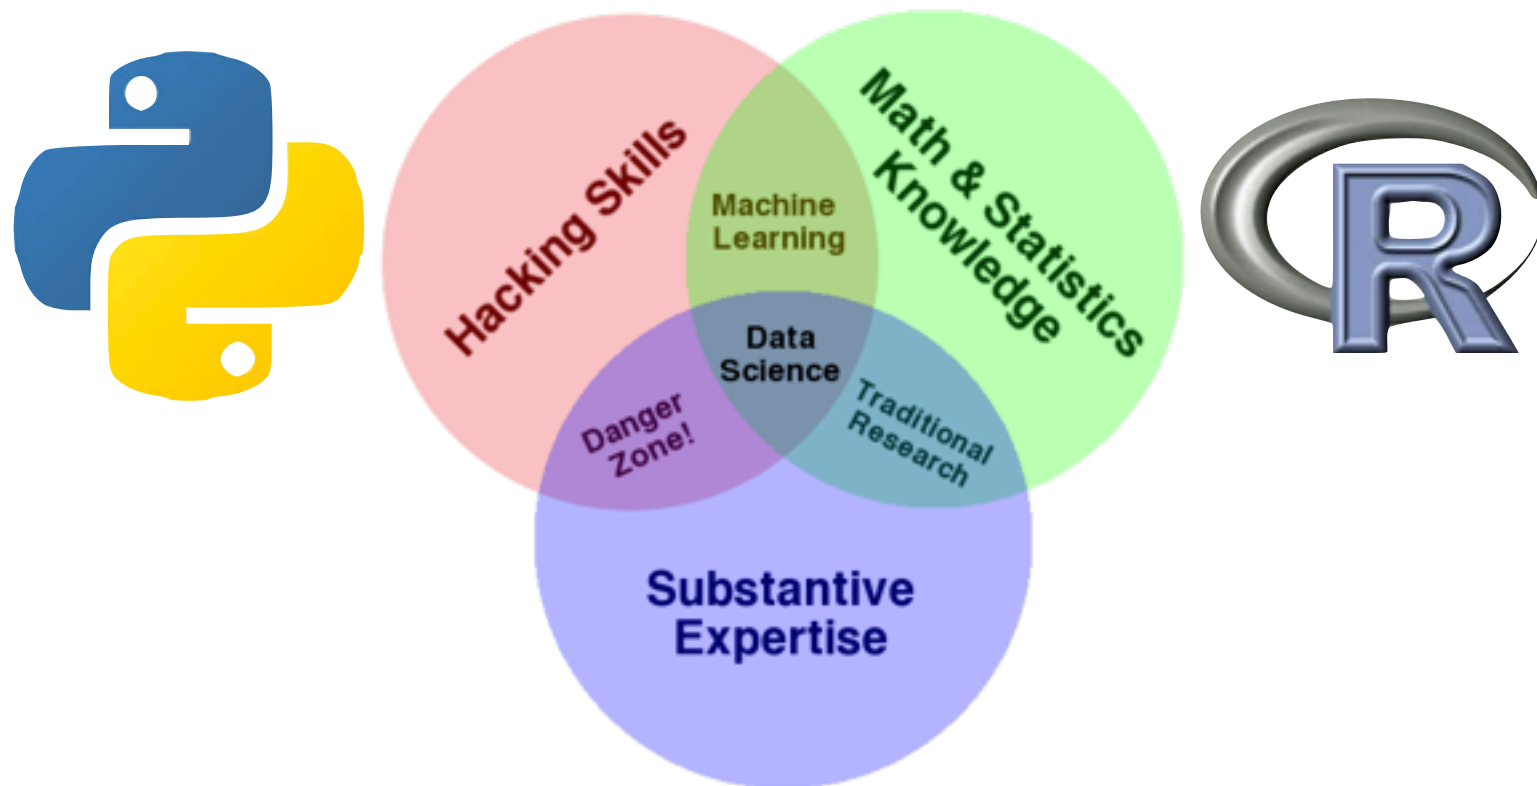 Hacking Skills
Math & Statistics
Knowledge
Machine
Learning
Data
Science
Danger
Zone!
Traditional
Research
Substantive
Expertise
R